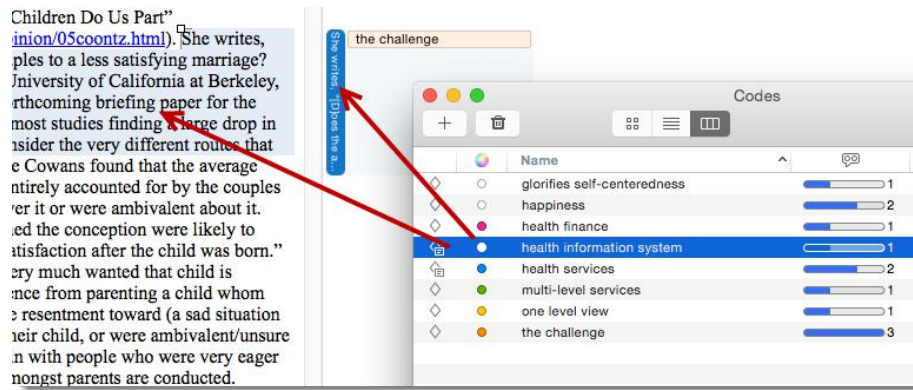 Children Do Us Part”
inion/05coontz.html). She writes,
ples to a less satisfying marriage?
University of California at Berkeley,
orthcoming briefing paper for the
most studies finding a large drop in
nsider the very different routes that
e Cowans found that the average
ntirely accounted for by the couples
ver it or were ambivalent about it.
ned the conception were likely to
atisfaction after the child was born.”
ery much wanted that child is
ence from parenting a child whom
e resentment toward (a sad situation
heir child, or were ambivalent/unsure
n with people who were very eager
mongst parents are conducted.
She writes, “[Does the a...
the challenge
Codes
Name
glorifies self-centeredness 1
happiness 2
health finance 1
health information system 1
health services 2
multi-level services 1
one level view 1
the challenge 3